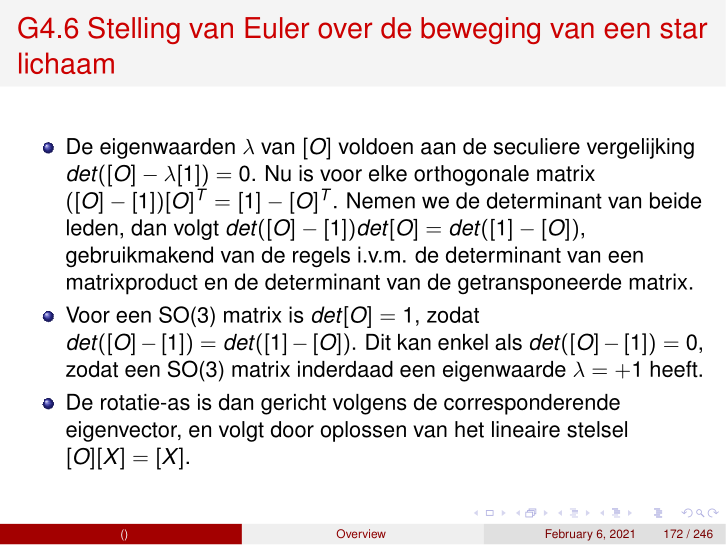 G4.6 Stelling van Euler over de beweging van een star
lichaam
De eigenwaarden λ van [O] voldoen aan de seculiere vergelijking
det([O] − λ[1]) = 0. Nu is voor elke orthogonale matrix
([O] − [1])[O]ᵀ = [1] − [O]ᵀ. Nemen we de determinant van beide
leden, dan volgt det([O] − [1])det[O] = det([1] − [O]),
gebruikmakend van de regels i.v.m. de determinant van een
matrixproduct en de determinant van de getransponeerde matrix.
Voor een SO(3) matrix is det[O] = 1, zodat
det([O] − [1]) = det([1] − [O]). Dit kan enkel als det([O] − [1]) = 0,
zodat een SO(3) matrix inderdaad een eigenwaarde λ = +1 heeft.
De rotatie-as is dan gericht volgens de corresponderende
eigenvector, en volgt door oplossen van het lineaire stelsel
[O][X] = [X].
() Overview February 6, 2021 172 / 246